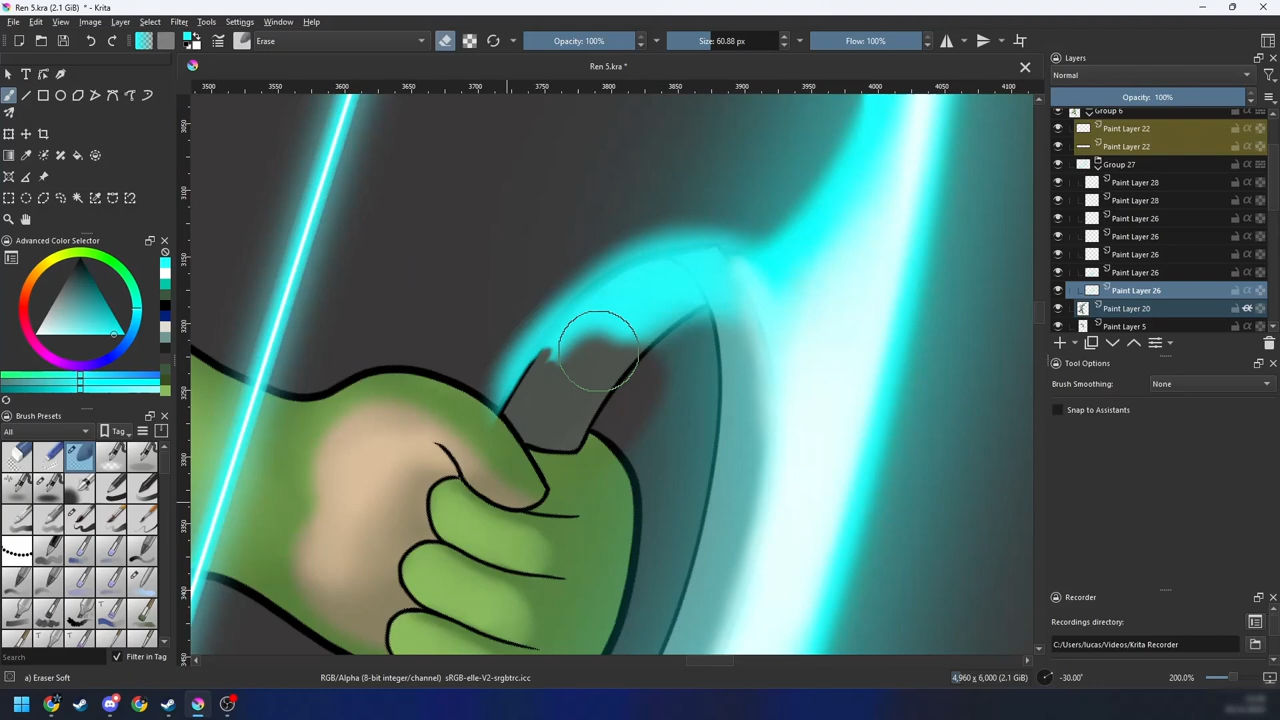 Ren 5.kra (2.1 GiB) * - Krita
File Edit View Image Layer Select Filter Tools Settings Window Help
Erase Opacity: 100% Size: 60.88 px Flow: 100%
Ren 5.kra *
3500 3600 3650 3700 3750 3800 3850 3900 3950 4000 4050 4100
Advanced Color Selector
Brush Presets
All Tag
Search Filter in Tag
a) Eraser Soft RGB/Alpha (8-bit integer/channel) sRGB-elle-V2-srgbtrc.icc 4,960 x 6,000 (2.1 GiB) -30.00° 200.0%
Layers
Normal
Opacity: 100%
Group 6
Paint Layer 22
Paint Layer 22
Group 27
Paint Layer 28
Paint Layer 28
Paint Layer 26
Paint Layer 26
Paint Layer 26
Paint Layer 26
Paint Layer 26
Paint Layer 20
Paint Layer 5
Tool Options
Brush Smoothing: None
Snap to Assistants
Recorder
Recordings directory:
C:/Users/lucas/Videos/Krita Recorder